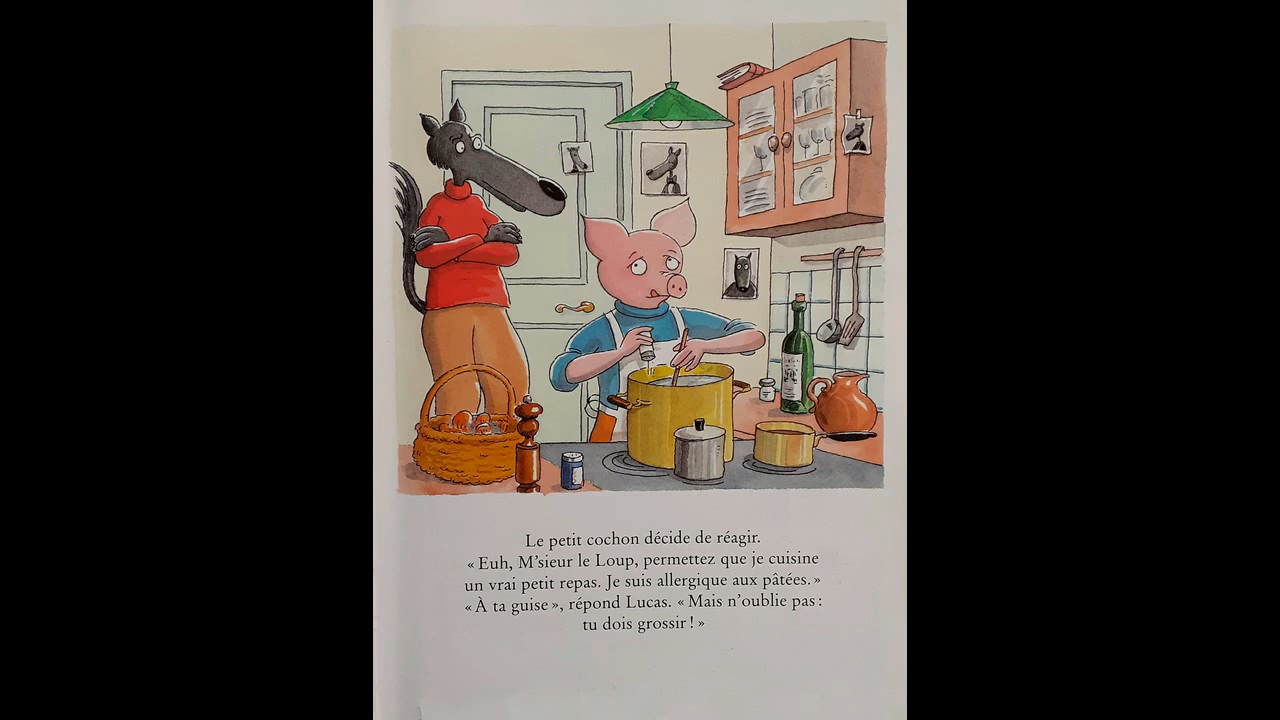 Le petit cochon décide de réagir.
« Euh, M’sieur le Loup, permettez que je cuisine
un vrai petit repas. Je suis allergique aux pâtées. »
« À ta guise », répond Lucas. « Mais n’oublie pas :
tu dois grossir ! »